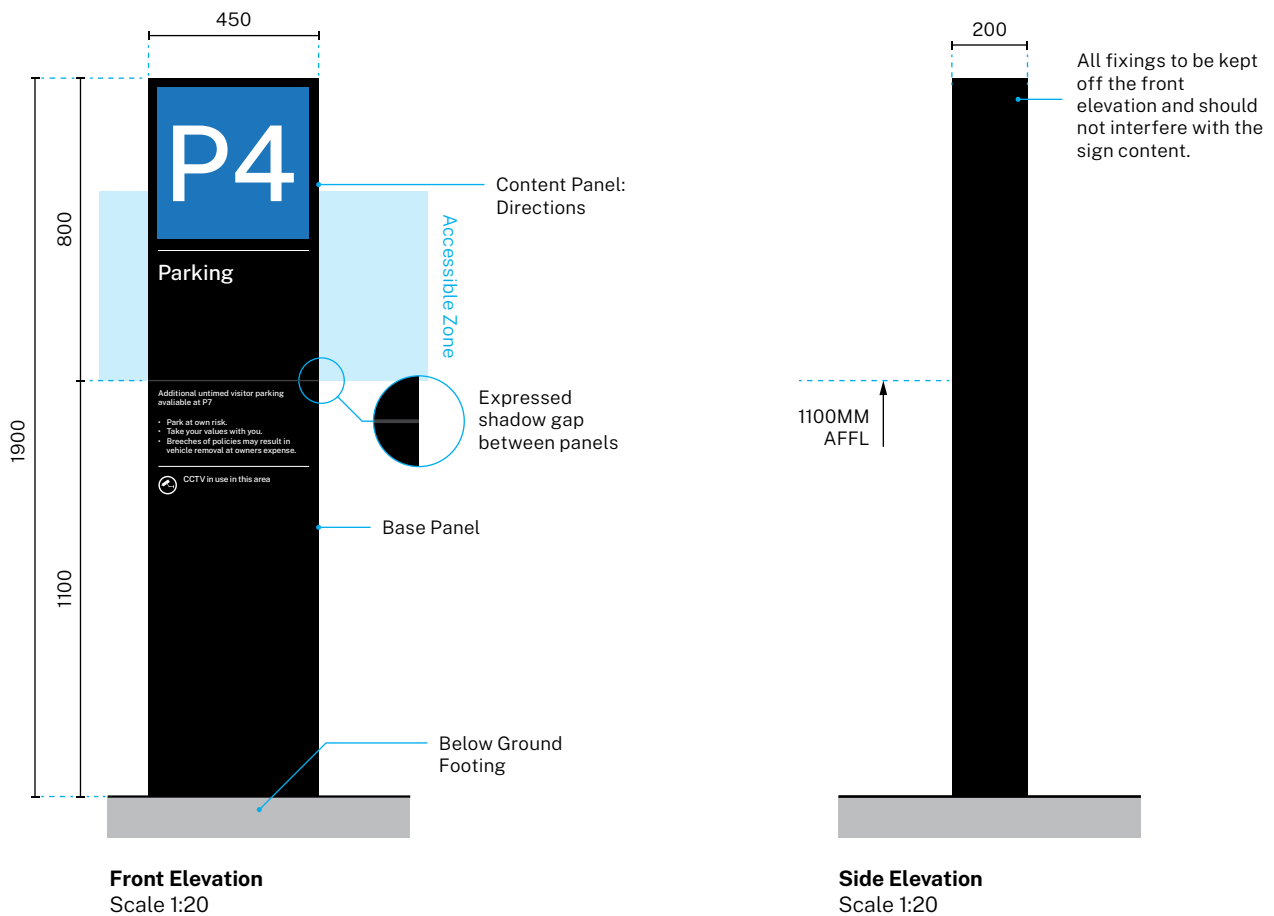 450
P4
Parking
Additional untimed visitor parking
avaliable at P7
• Park at own risk.
• Take your values with you.
• Breeches of policies may result in
vehicle removal at owners expense.
CCTV in use in this area
1900
800
1100
Content Panel:
Directions
Accessible Zone
Expressed
shadow gap
between panels
Base Panel
Below Ground
Footing
Front Elevation
Scale 1:20
200
All fixings to be kept
off the front
elevation and should
not interfere with the
sign content.
1100MM
AFFL
Side Elevation
Scale 1:20